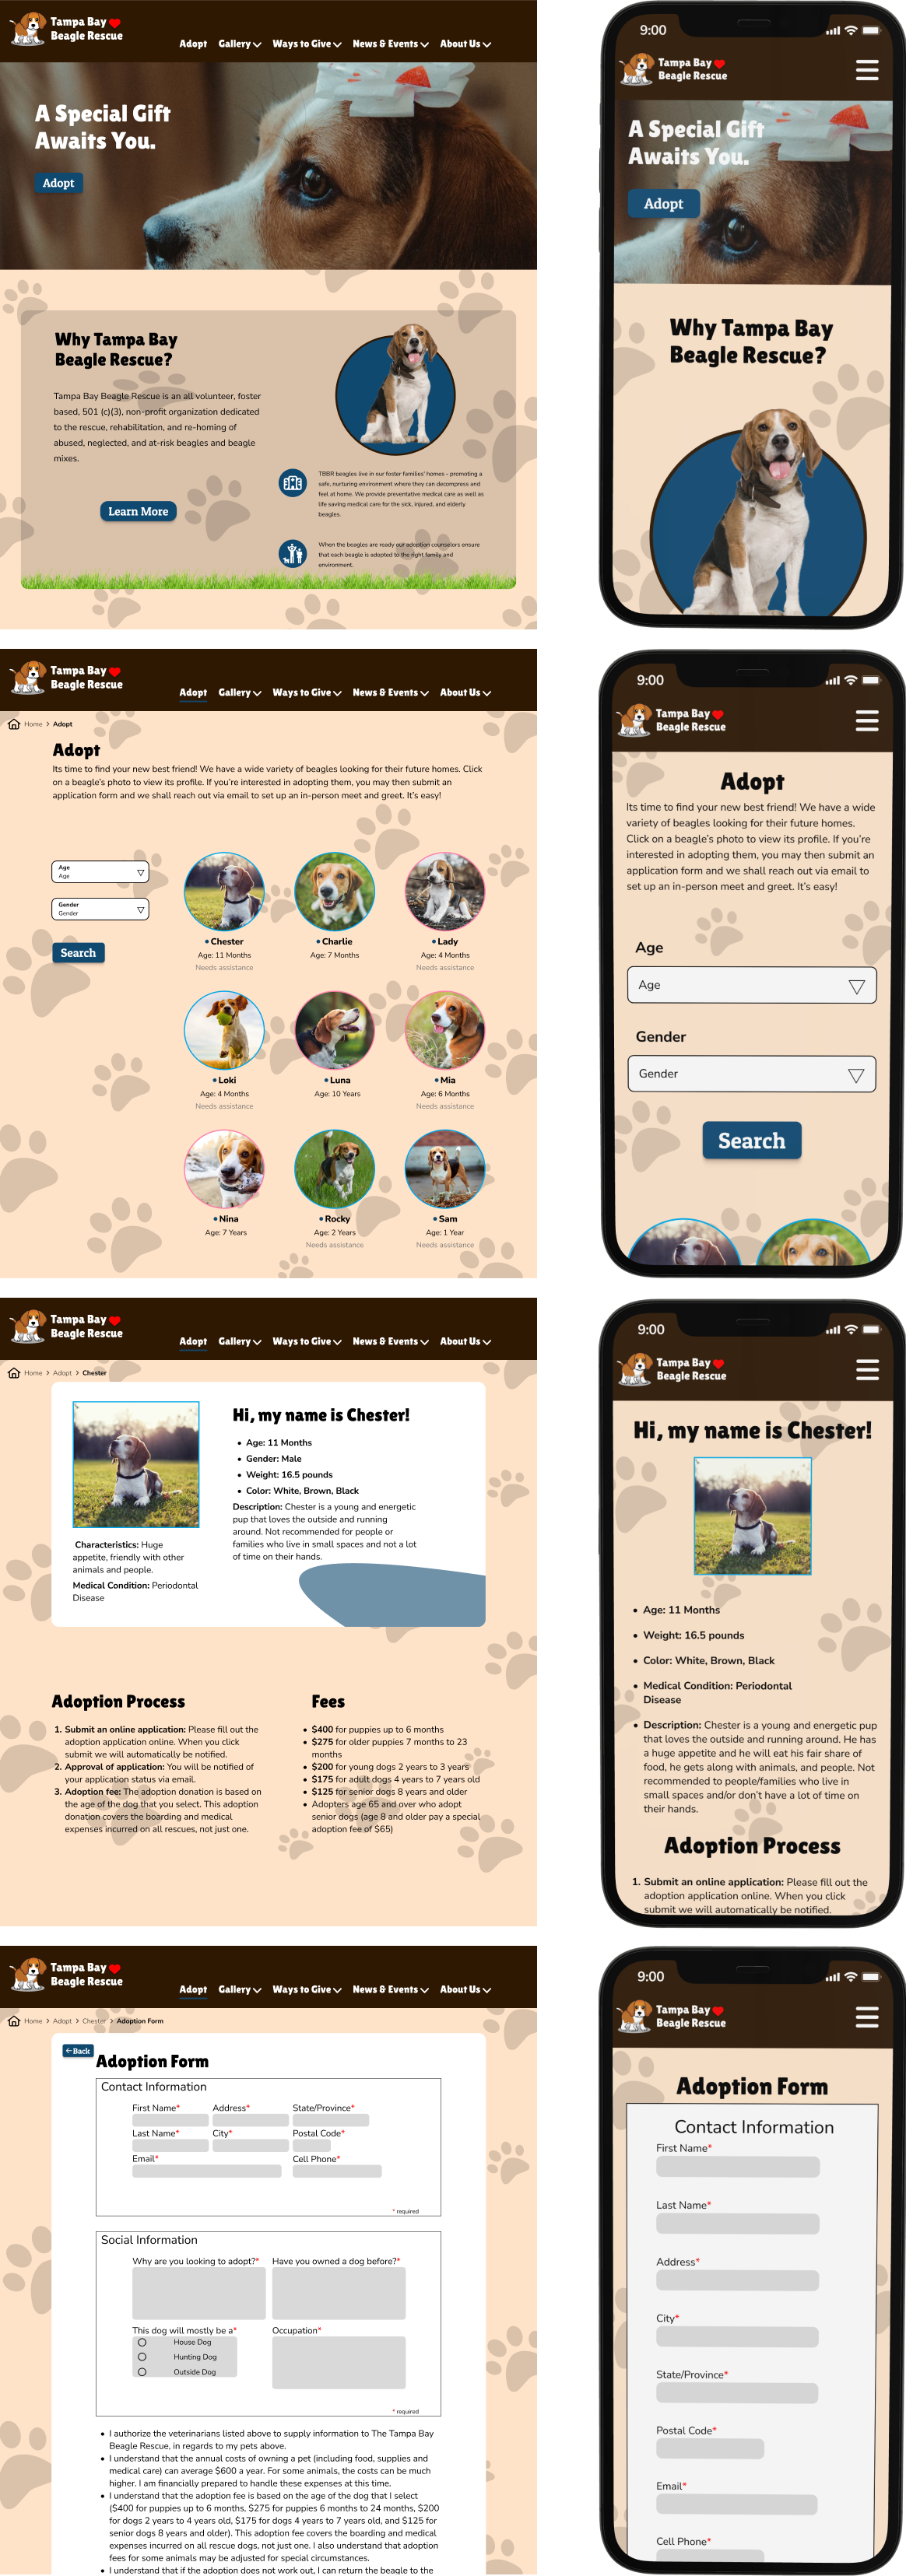 Tampa Bay
Beagle Rescue
Adopt Gallery Ways to Give News & Events About Us
A Special Gift
Awaits You.
Adopt
Why Tampa Bay
Beagle Rescue?
Tampa Bay Beagle Rescue is an all volunteer, foster
based, 501 (c)(3), non-profit organization dedicated
to the rescue, rehabilitation, and re-homing of
abused, neglected, and at-risk beagles and beagle
mixes.
Learn More
TBBR beagles live in our foster families' homes - promoting a
safe, nurturing environment where they can decompress and
feel at home. We provide preventative medical care as well as
life saving medical care for the sick, injured, and elderly
beagles.
When the beagles are ready our adoption counselors ensure
that each beagle is adopted to the right family and
environment.
9:00
Tampa Bay
Beagle Rescue
A Special Gift
Awaits You.
Adopt
Why Tampa Bay
Beagle Rescue?
Tampa Bay
Beagle Rescue
Adopt Gallery Ways to Give News & Events About Us
Home > Adopt
Adopt
Its time to find your new best friend! We have a wide variety of beagles looking for their future homes. Click
on a beagle's photo to view its profile. If you're interested in adopting them, you may then submit an
application form and we shall reach out via email to set up an in-person meet and greet. It's easy!
Age
Age
Gender
Gender
Search
Chester
Age: 11 Months
Needs assistance
Charlie
Age: 7 Months
Lady
Age: 4 Months
Needs assistance
Loki
Age: 4 Months
Needs assistance
Luna
Age: 10 Years
Mia
Age: 6 Months
Needs assistance
Nina
Age: 7 Years
Rocky
Age: 2 Years
Needs assistance
Sam
Age: 1 Year
Needs assistance
9:00
Tampa Bay
Beagle Rescue
Adopt
Its time to find your new best friend! We have a wide
variety of beagles looking for their future homes.
Click on a beagle's photo to view its profile. If you're
interested in adopting them, you may then submit an
application form and we shall reach out via email to
set up an in-person meet and greet. It's easy!
Age
Age
Gender
Gender
Search
Tampa Bay
Beagle Rescue
Adopt Gallery Ways to Give News & Events About Us
Home > Adopt > Chester
Characteristics: Huge
appetite, friendly with other
animals and people.
Medical Condition: Periodontal
Disease
Hi, my name is Chester!
• Age: 11 Months
• Gender: Male
• Weight: 16.5 pounds
• Color: White, Brown, Black
Description: Chester is a young and energetic
pup that loves the outside and running
around. Not recommended for people or
families who live in small spaces and not a lot
of time on their hands.
Adoption Process
1. Submit an online application: Please fill out the
adoption application online. When you click
submit we will automatically be notified.
2. Approval of application: You will be notified of
your application status via email.
3. Adoption fee: The adoption donation is based on
the age of the dog that you select. This adoption
donation covers the boarding and medical
expenses incurred on all rescues, not just one.
Fees
• $400 for puppies up to 6 months
• $275 for older puppies 7 months to 23
months
• $200 for young dogs 2 years to 3 years
• $175 for adult dogs 4 years to 7 years old
• $125 for senior dogs 8 years and older
• Adopters age 65 and over who adopt
senior dogs (age 8 and older pay a special
adoption fee of $65)
9:00
Tampa Bay
Beagle Rescue
Hi, my name is Chester!
• Age: 11 Months
• Weight: 16.5 pounds
• Color: White, Brown, Black
• Medical Condition: Periodontal
Disease
• Description: Chester is a young and energetic pup
that loves the outside and running around. He has
a huge appetite and he will eat his fair share of
food, he gets along with animals, and people. Not
recommended to people/families who live in
small spaces and/or don't have a lot of time on
their hands.
Adoption Process
1. Submit an online application: Please fill out the
adoption application online. When you click
submit we will automatically be notified.
Tampa Bay
Beagle Rescue
Adopt Gallery Ways to Give News & Events About Us
Home > Adopt > Chester > Adoption Form
←Back
Adoption Form
Contact Information
First Name* Address* State/Province*
Last Name* City* Postal Code*
Email* Cell Phone*
* required
Social Information
Why are you looking to adopt?* Have you owned a dog before?*
This dog will mostly be a* Occupation*
House Dog
Hunting Dog
Outside Dog
* required
• I authorize the veterinarians listed above to supply information to The Tampa Bay
Beagle Rescue, in regards to my pets above.
• I understand that the annual costs of owning a pet (including food, supplies and
medical care) can average $600 a year. For some animals, the costs can be much
higher. I am financially prepared to handle these expenses at this time.
• I understand that the adoption fee is based on the age of the dog that I select
($400 for puppies up to 6 months, $275 for puppies 6 months to 24 months, $200
for dogs 2 years to 4 years old, $175 for dogs 4 years to 7 years old, and $125 for
senior dogs 8 years and older). This adoption fee covers the boarding and medical
expenses incurred on all rescue dogs, not just one. I also understand that adoption
fees for some animals may be adjusted for special circumstances.
• I understand that if the adoption does not work out, I can return the beagle to the
9:00
Tampa Bay
Beagle Rescue
Adoption Form
Contact Information
First Name*
Last Name*
Address*
City*
State/Province*
Postal Code*
Email*
Cell Phone*